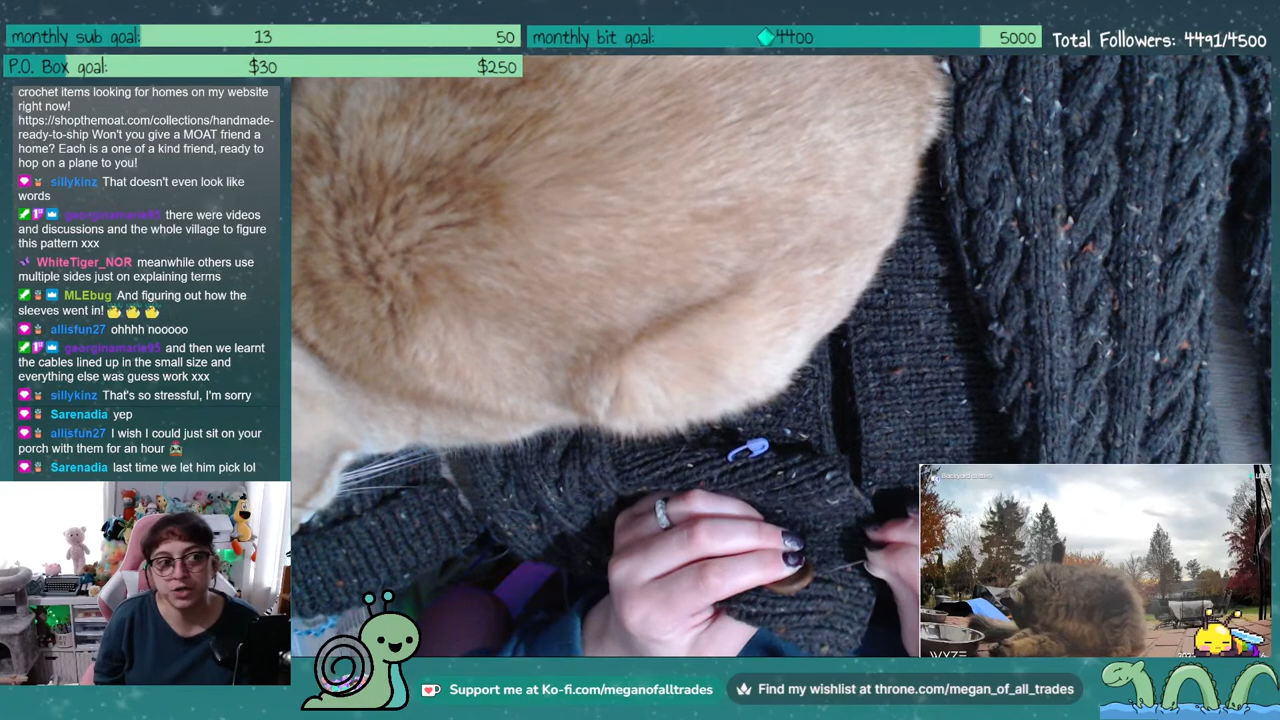 monthly sub goal: 13 50
monthly bit goal: 4400 5000
Total Followers: 4491/4500
P.O. Box goal: $30 $250
crochet items looking for homes on my website
right now!
https://shopthemoat.com/collections/handmade-
ready-to-ship Won't you give a MOAT friend a
home? Each is a one of a kind friend, ready to
hop on a plane to you!
sillykinz That doesn't even look like
words
georginamarie95 there were videos
and discussions and the whole village to figure
this pattern xxx
WhiteTiger_NOR meanwhile others use
multiple sides just on explaining terms
MLEbug And figuring out how the
sleeves went in!
allisfun27 ohhhh nooooo
georginamarie95 and then we learnt
the cables lined up in the small size and
everything else was guess work xxx
sillykinz That's so stressful, I'm sorry
Sarenadia yep
allisfun27 I wish I could just sit on your
porch with them for an hour
Sarenadia last time we let him pick lol
WYZE
Support me at Ko-fi.com/meganofalltrades
Find my wishlist at throne.com/megan_of_all_trades